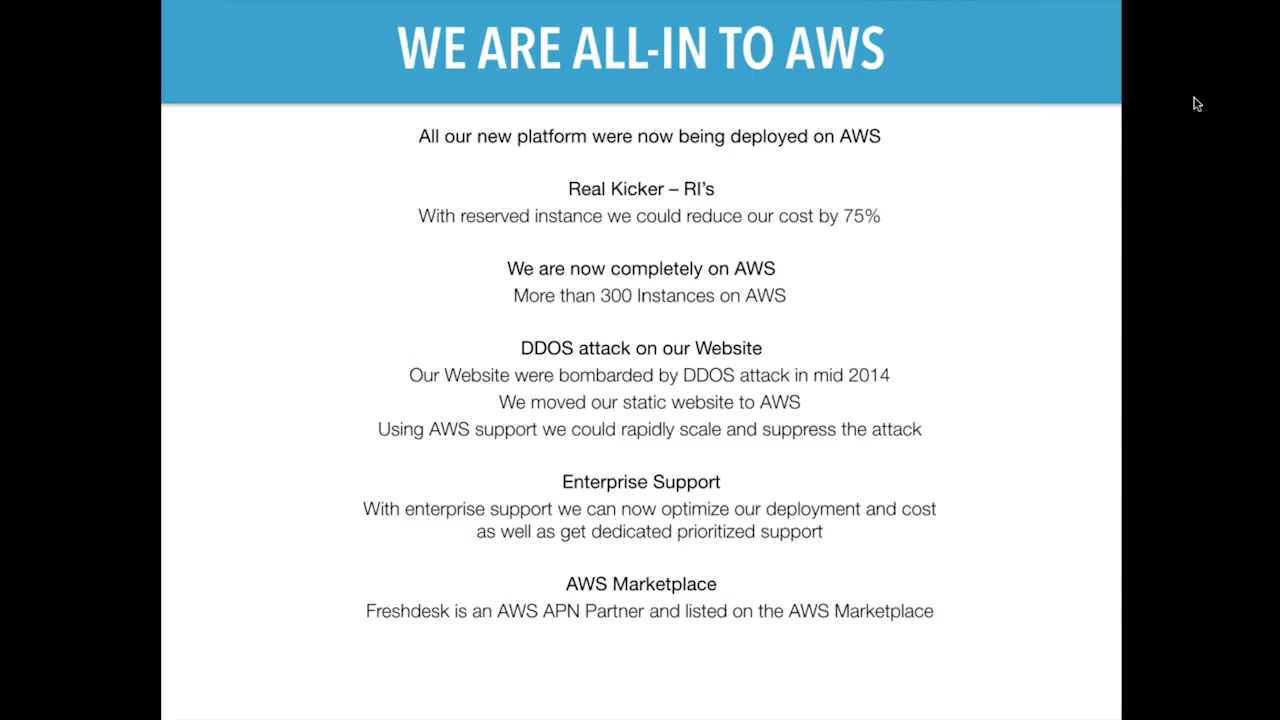 WE ARE ALL-IN TO AWS
All our new platform were now being deployed on AWS
Real Kicker – RI's
With reserved instance we could reduce our cost by 75%
We are now completely on AWS
More than 300 Instances on AWS
DDOS attack on our Website
Our Website were bombarded by DDOS attack in mid 2014
We moved our static website to AWS
Using AWS support we could rapidly scale and suppress the attack
Enterprise Support
With enterprise support we can now optimize our deployment and cost
as well as get dedicated prioritized support
AWS Marketplace
Freshdesk is an AWS APN Partner and listed on the AWS Marketplace